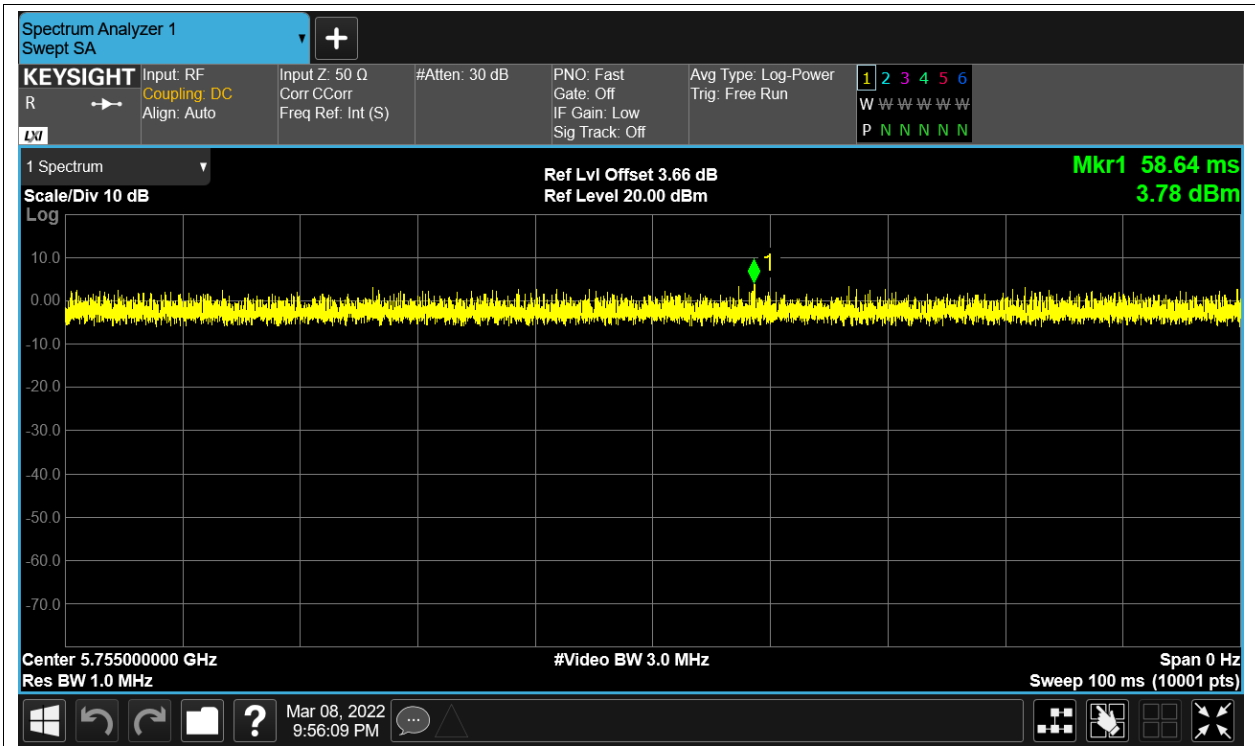 Spectrum Analyzer 1
Swept SA
KEYSIGHT
R
LXI
Input: RF
Coupling: DC
Align: Auto
Input Z: 50 Ω
Corr CCorr
Freq Ref: Int (S)
#Atten: 30 dB
PNO: Fast
Gate: Off
IF Gain: Low
Sig Track: Off
Avg Type: Log-Power
Trig: Free Run
1 2 3 4 5 6
W W W W W W
P N N N N N
1 Spectrum
Scale/Div 10 dB
Log
Ref Lvl Offset 3.66 dB
Ref Level 20.00 dBm
Mkr1 58.64 ms
3.78 dBm
1
10.0
0.00
-10.0
-20.0
-30.0
-40.0
-50.0
-60.0
-70.0
Center 5.755000000 GHz
Res BW 1.0 MHz
#Video BW 3.0 MHz
Span 0 Hz
Sweep 100 ms (10001 pts)
?
Mar 08, 2022
9:56:09 PM